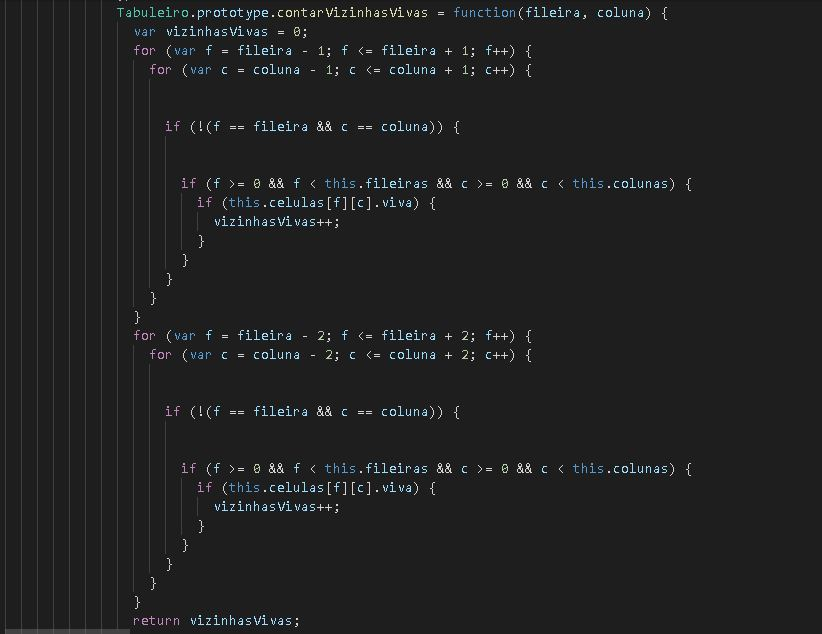 Tabuleiro.prototype.contarVizinhasVivas = function(fileira, coluna) {
var vizinhasVivas = 0;
for (var f = fileira - 1; f <= fileira + 1; f++) {
for (var c = coluna - 1; c <= coluna + 1; c++) {
if (!(f == fileira && c == coluna)) {
if (f >= 0 && f < this.fileiras && c >= 0 && c < this.colunas) {
if (this.celulas[f][c].viva) {
vizinhasVivas++;
}
}
}
}
}
for (var f = fileira - 2; f <= fileira + 2; f++) {
for (var c = coluna - 2; c <= coluna + 2; c++) {
if (!(f == fileira && c == coluna)) {
if (f >= 0 && f < this.fileiras && c >= 0 && c < this.colunas) {
if (this.celulas[f][c].viva) {
vizinhasVivas++;
}
}
}
}
}
return vizinhasVivas;